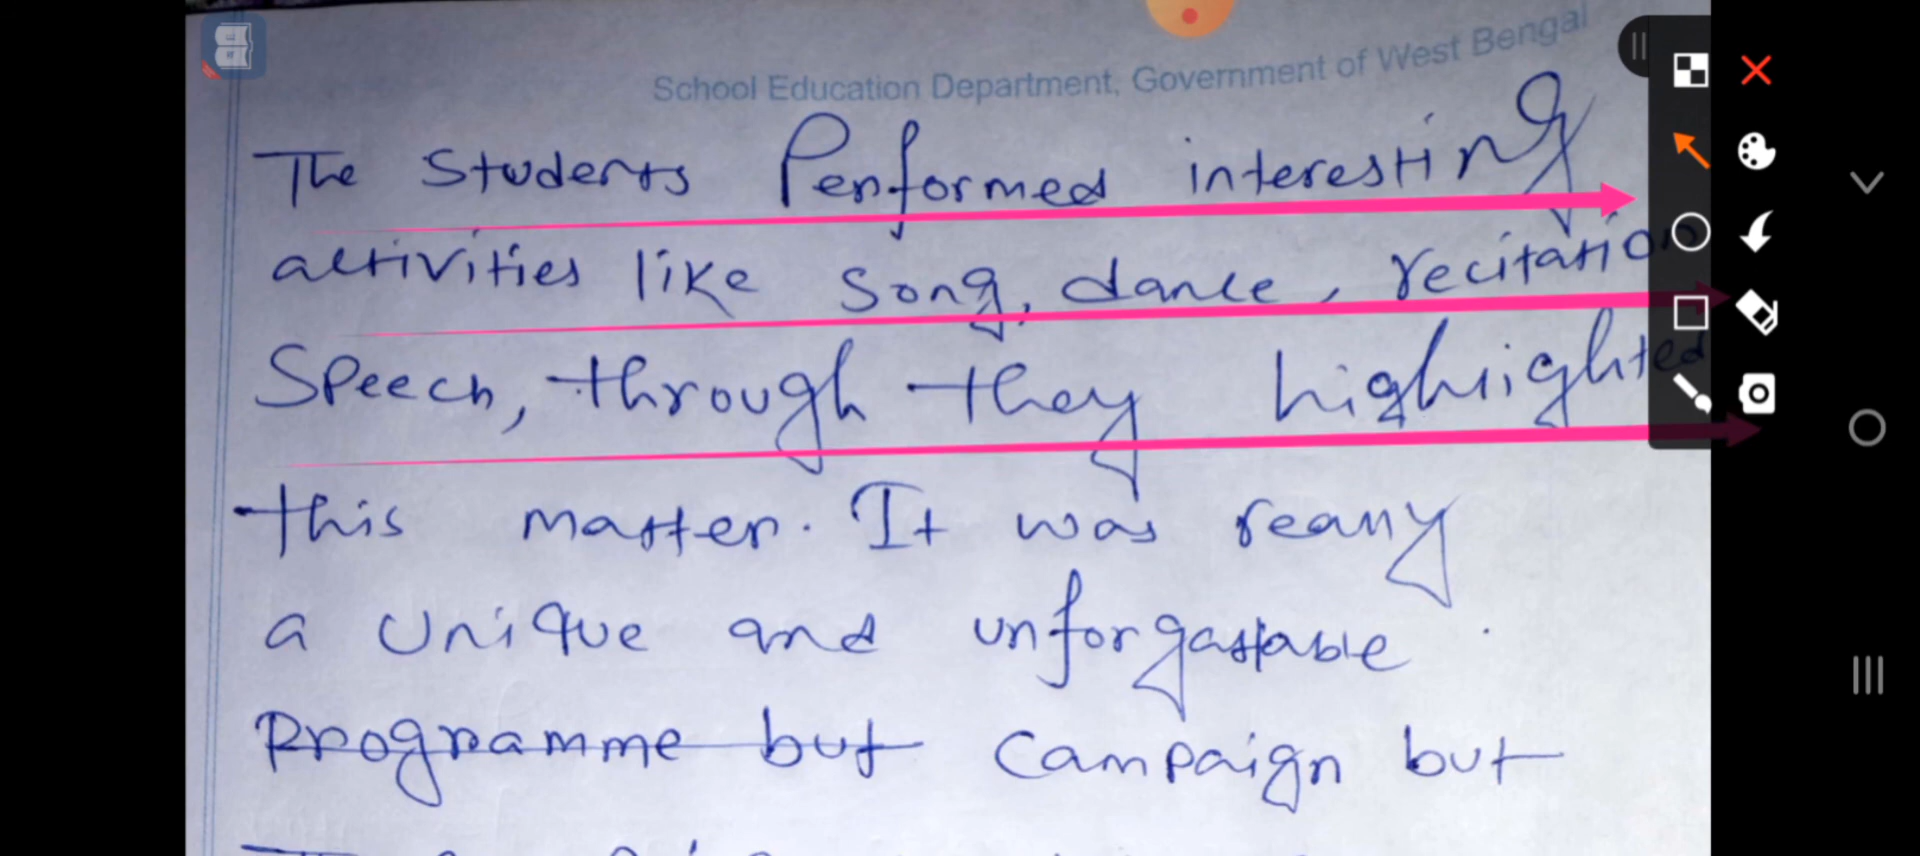 School Education Department, Government of West Bengal
The Students Performed interesting
activities like Song, dance, recitation
Speech, through they highlighted
this matter. It was really
a unique and unforgattable
Programme but Campaign but